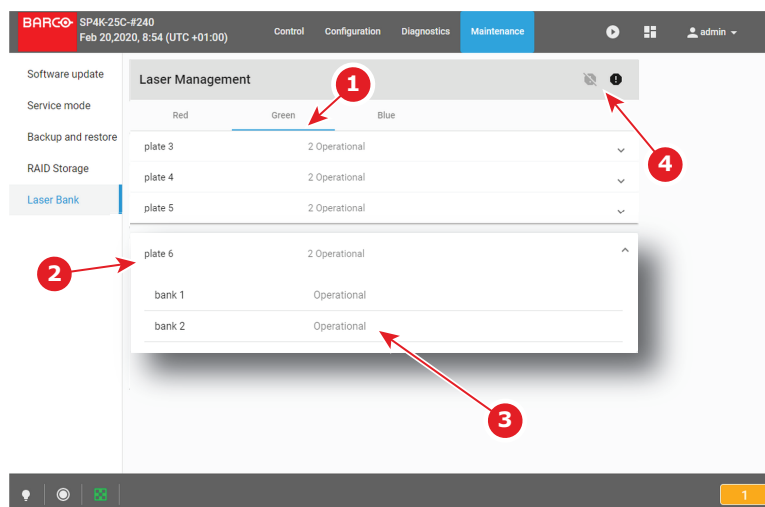 BARCO
SP4K-25C-#240
Feb 20,2020, 8:54 (UTC +01:00)
Control Configuration Diagnostics Maintenance admin
Software update
Service mode
Backup and restore
RAID Storage
Laser Bank
Laser Management
Red Green Blue
plate 3 2 Operational
plate 4 2 Operational
plate 5 2 Operational
plate 6 2 Operational
bank 1 Operational
bank 2 Operational
1
2
3
4
1